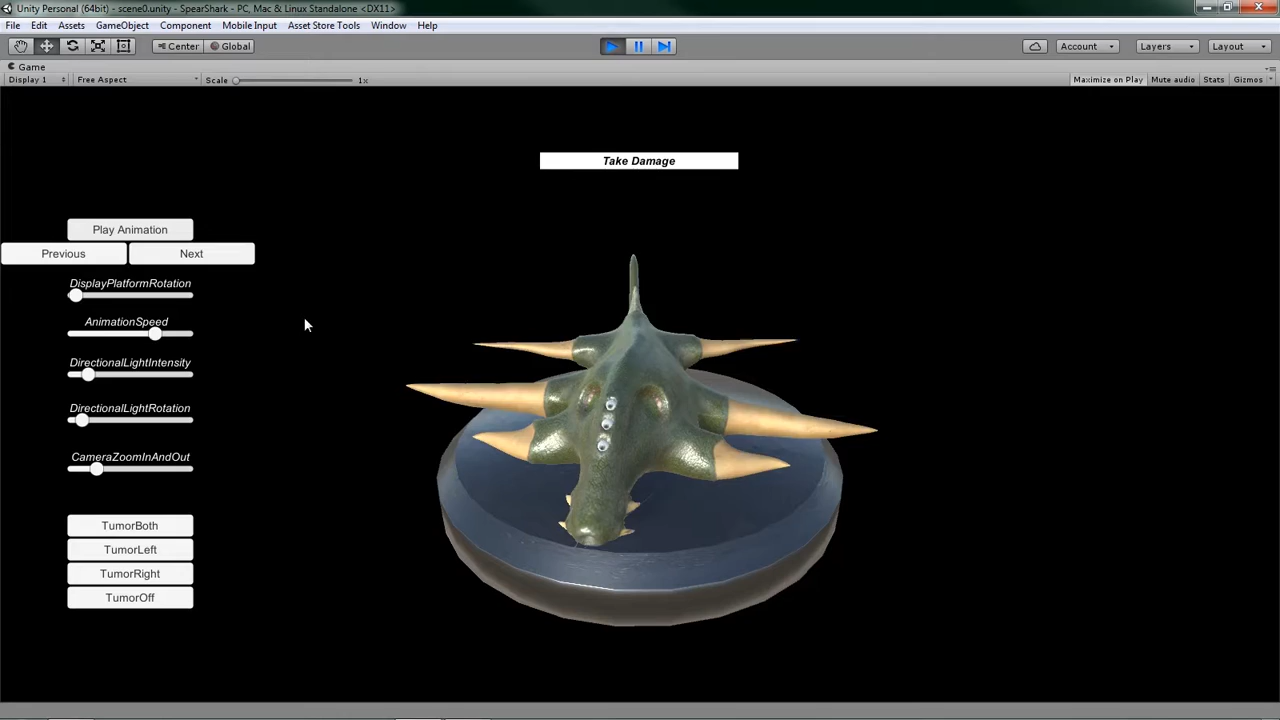 Unity Personal (64bit) - scene0.unity - SpearShark - PC, Mac & Linux Standalone <DX11>
File Edit Assets GameObject Component Mobile Input Asset Store Tools Window Help
Center Global Account Layers Layout
Game
Display 1 Free Aspect Scale 1x Maximize on Play Mute audio Stats Gizmos
Take Damage
Play Animation
Previous Next
DisplayPlatformRotation
AnimationSpeed
DirectionalLightIntensity
DirectionalLightRotation
CameraZoomInAndOut
TumorBoth
TumorLeft
TumorRight
TumorOff